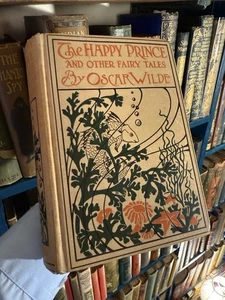 The HAPPY PRINCE
AND OTHER FAIRY TALES
By OSCAR WILDE